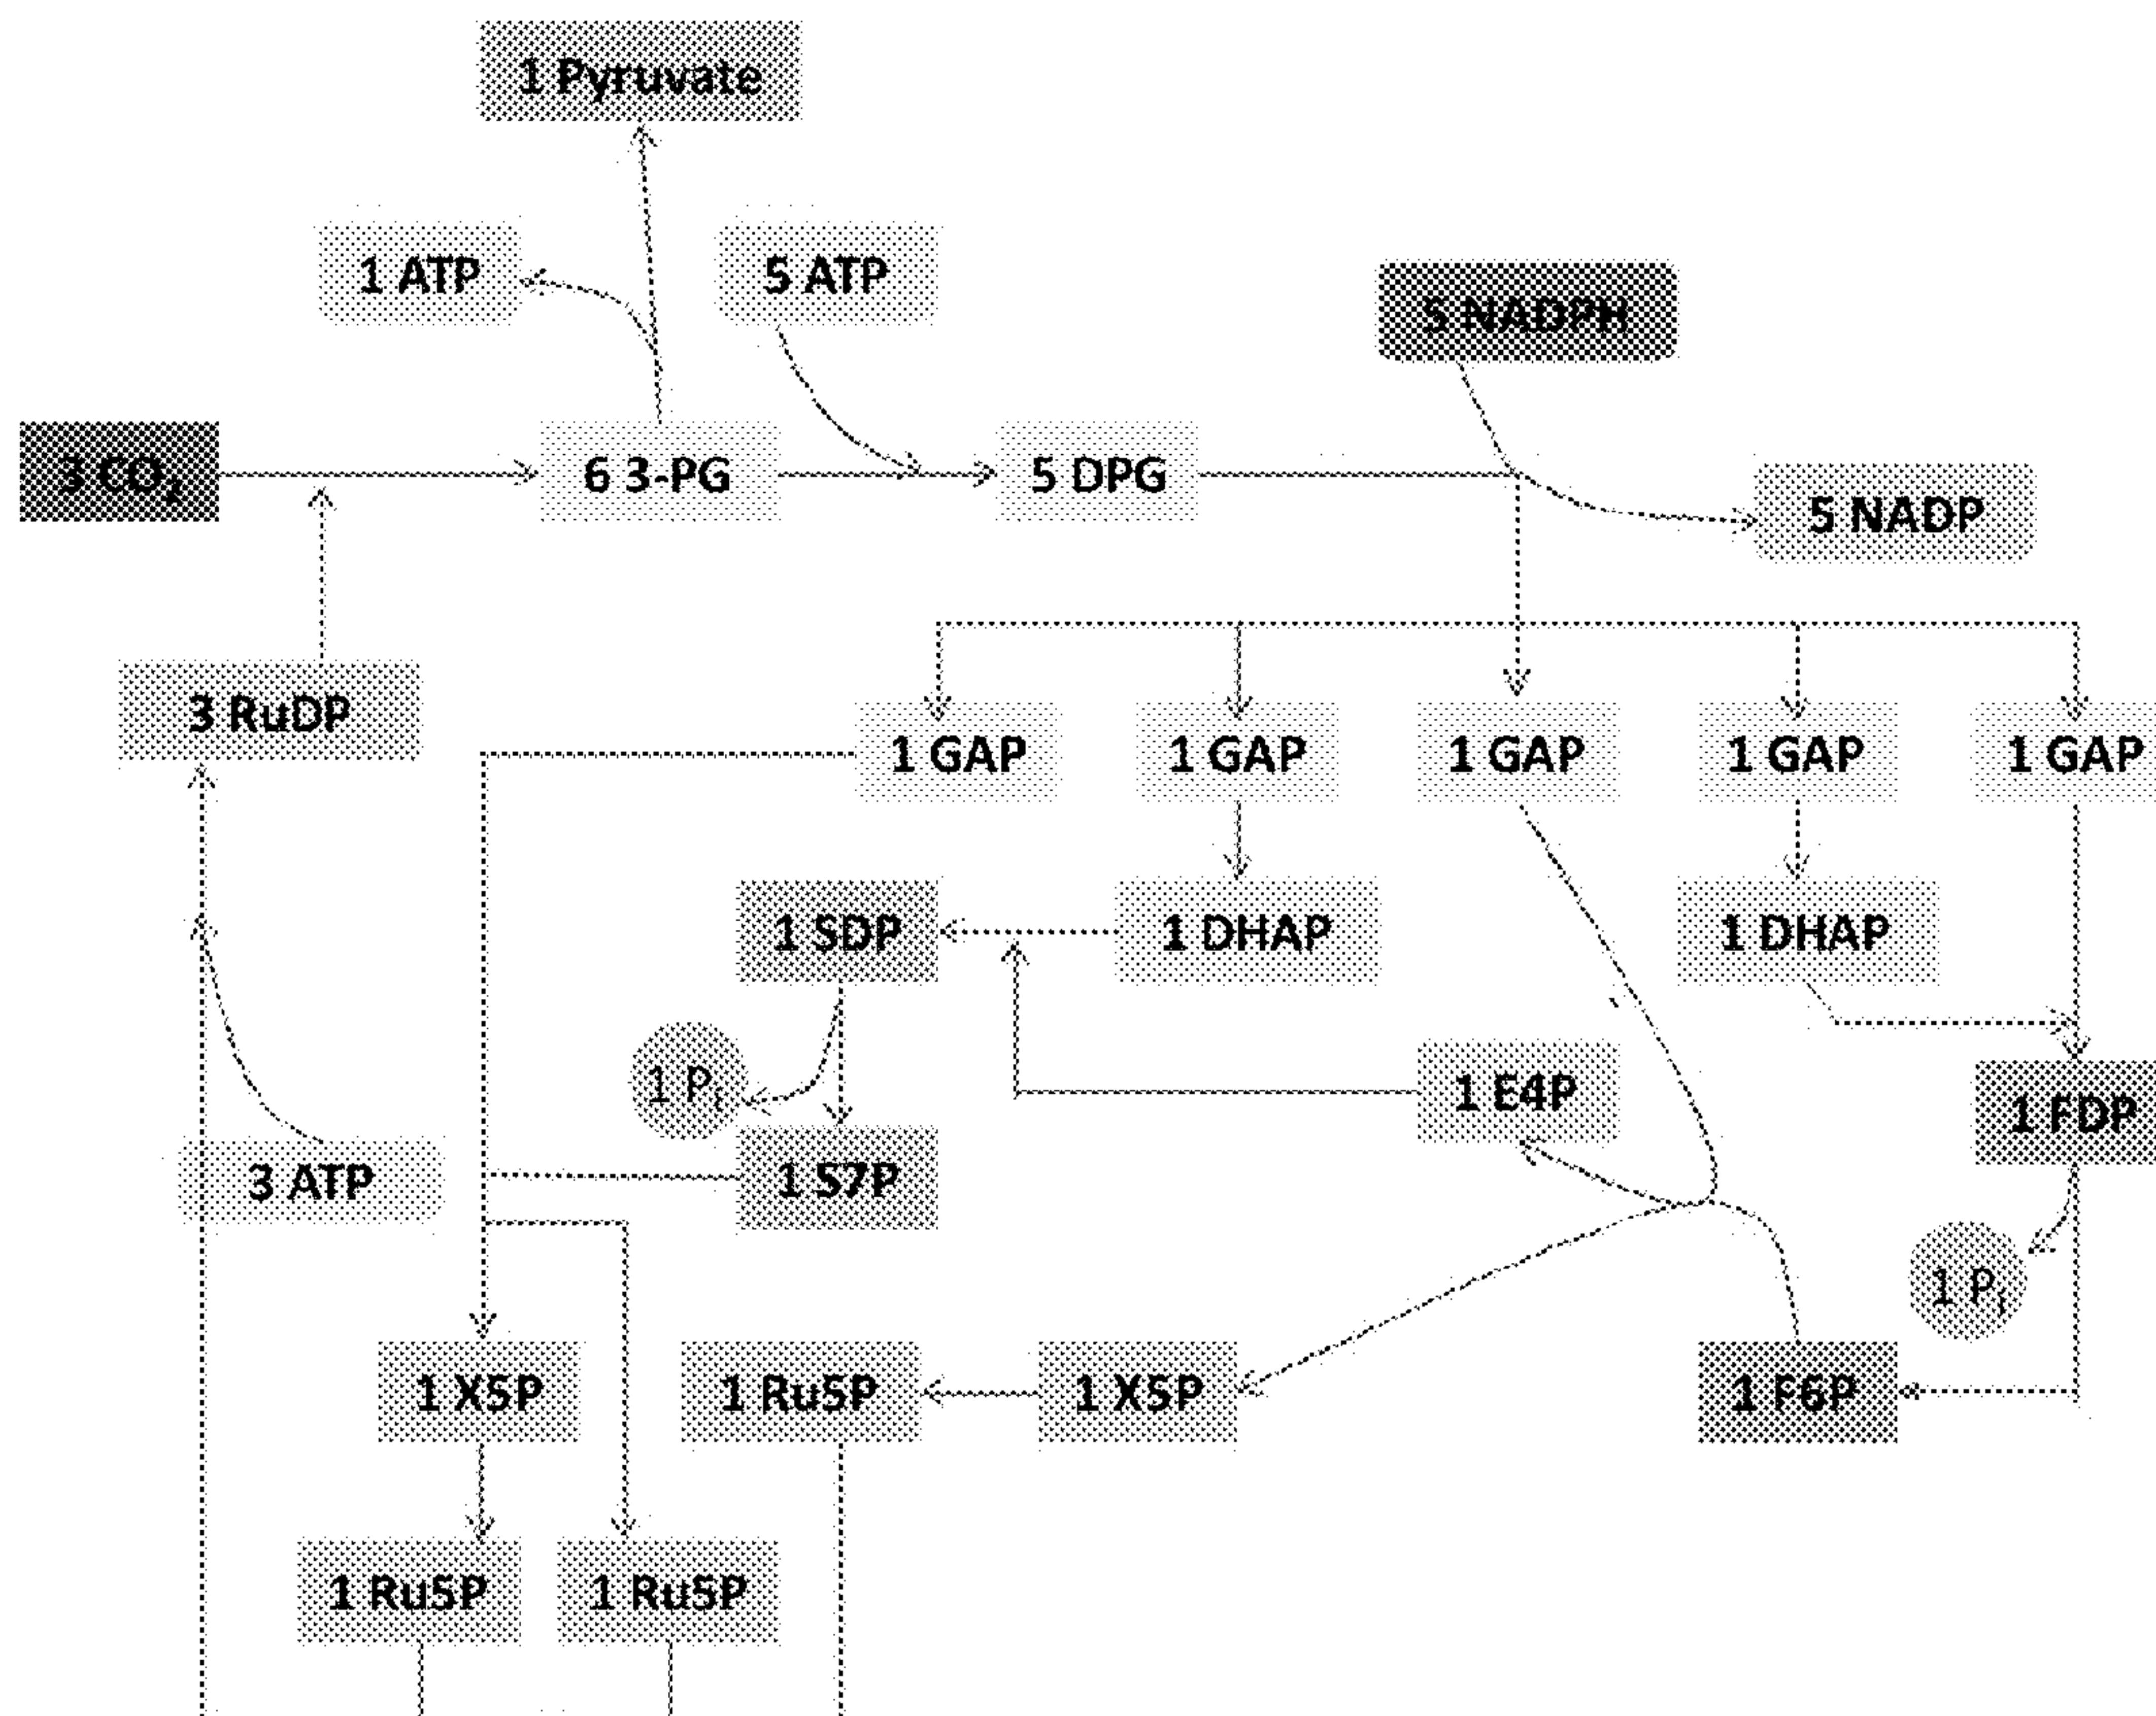 1 Pyruvate
1 ATP
5 ATP
5 NADPH
3 CO₂
6 3-PG
5 DPG
5 NADP
3 RuDP
1 GAP
1 GAP
1 GAP
1 GAP
1 GAP
1 SDP
1 DHAP
1 DHAP
1 Pᵢ
1 E4P
1 FDP
3 ATP
1 S7P
1 Pᵢ
1 X5P
1 Ru5P
1 X5P
1 F6P
1 Ru5P
1 Ru5P